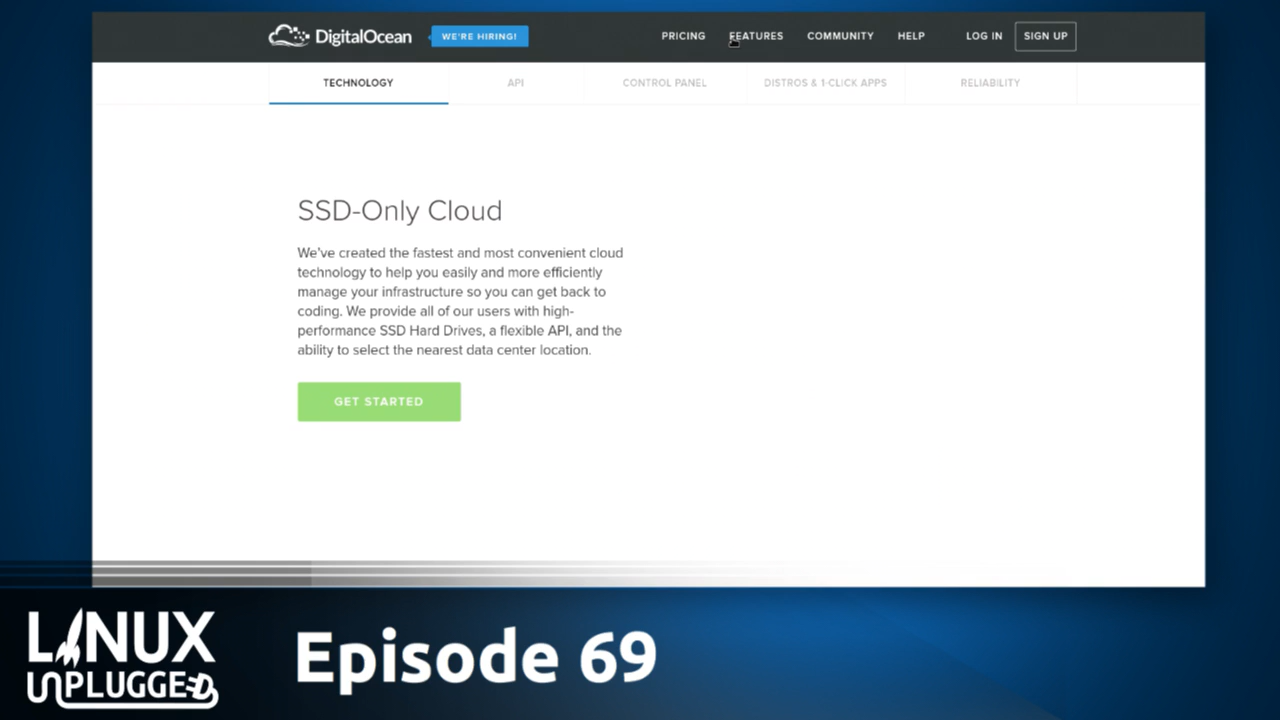 DigitalOcean WE'RE HIRING! PRICING FEATURES COMMUNITY HELP LOG IN SIGN UP
TECHNOLOGY API CONTROL PANEL DISTROS & 1-CLICK APPS RELIABILITY
SSD-Only Cloud
We've created the fastest and most convenient cloud
technology to help you easily and more efficiently
manage your infrastructure so you can get back to
coding. We provide all of our users with high-
performance SSD Hard Drives, a flexible API, and the
ability to select the nearest data center location.
GET STARTED
LINUX
UNPLUGGED
Episode 69